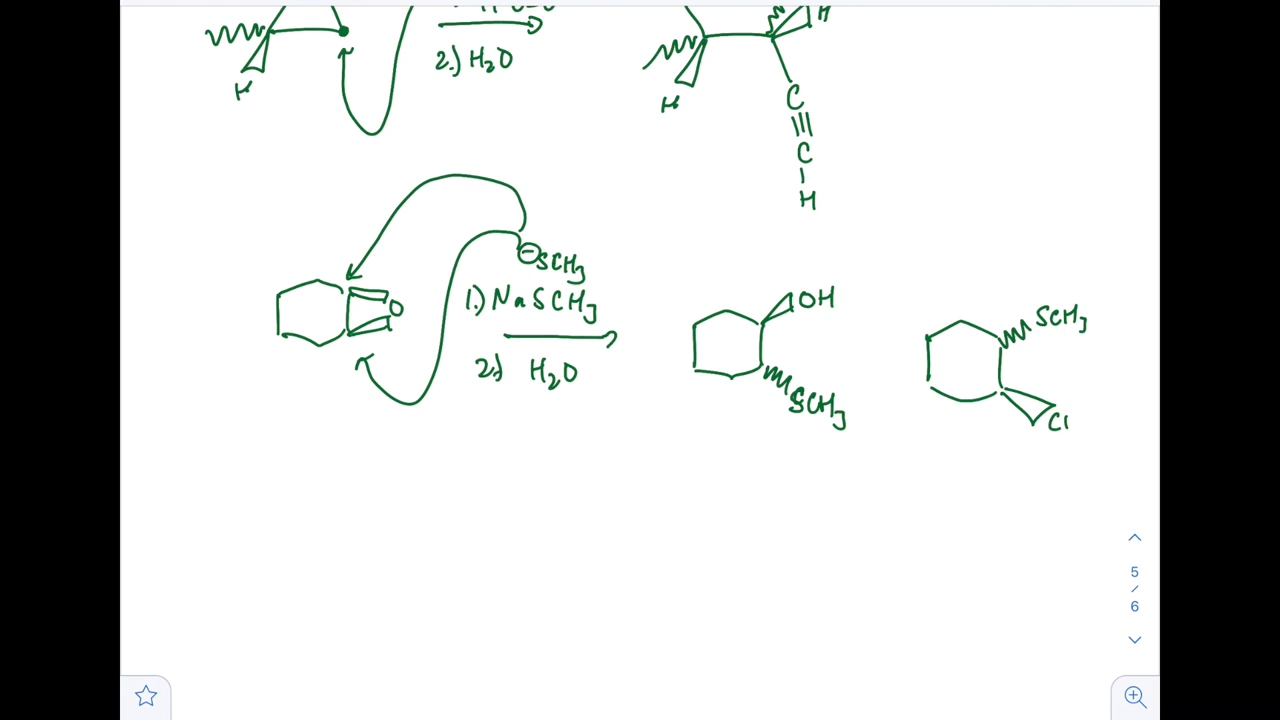 H
2.) H₂O
H
H
C
C
H
⊖SCH₃
O
1.) NaSCH₃
2.) H₂O
OH
SCH₃
SCH₃
Cl
5
/
6